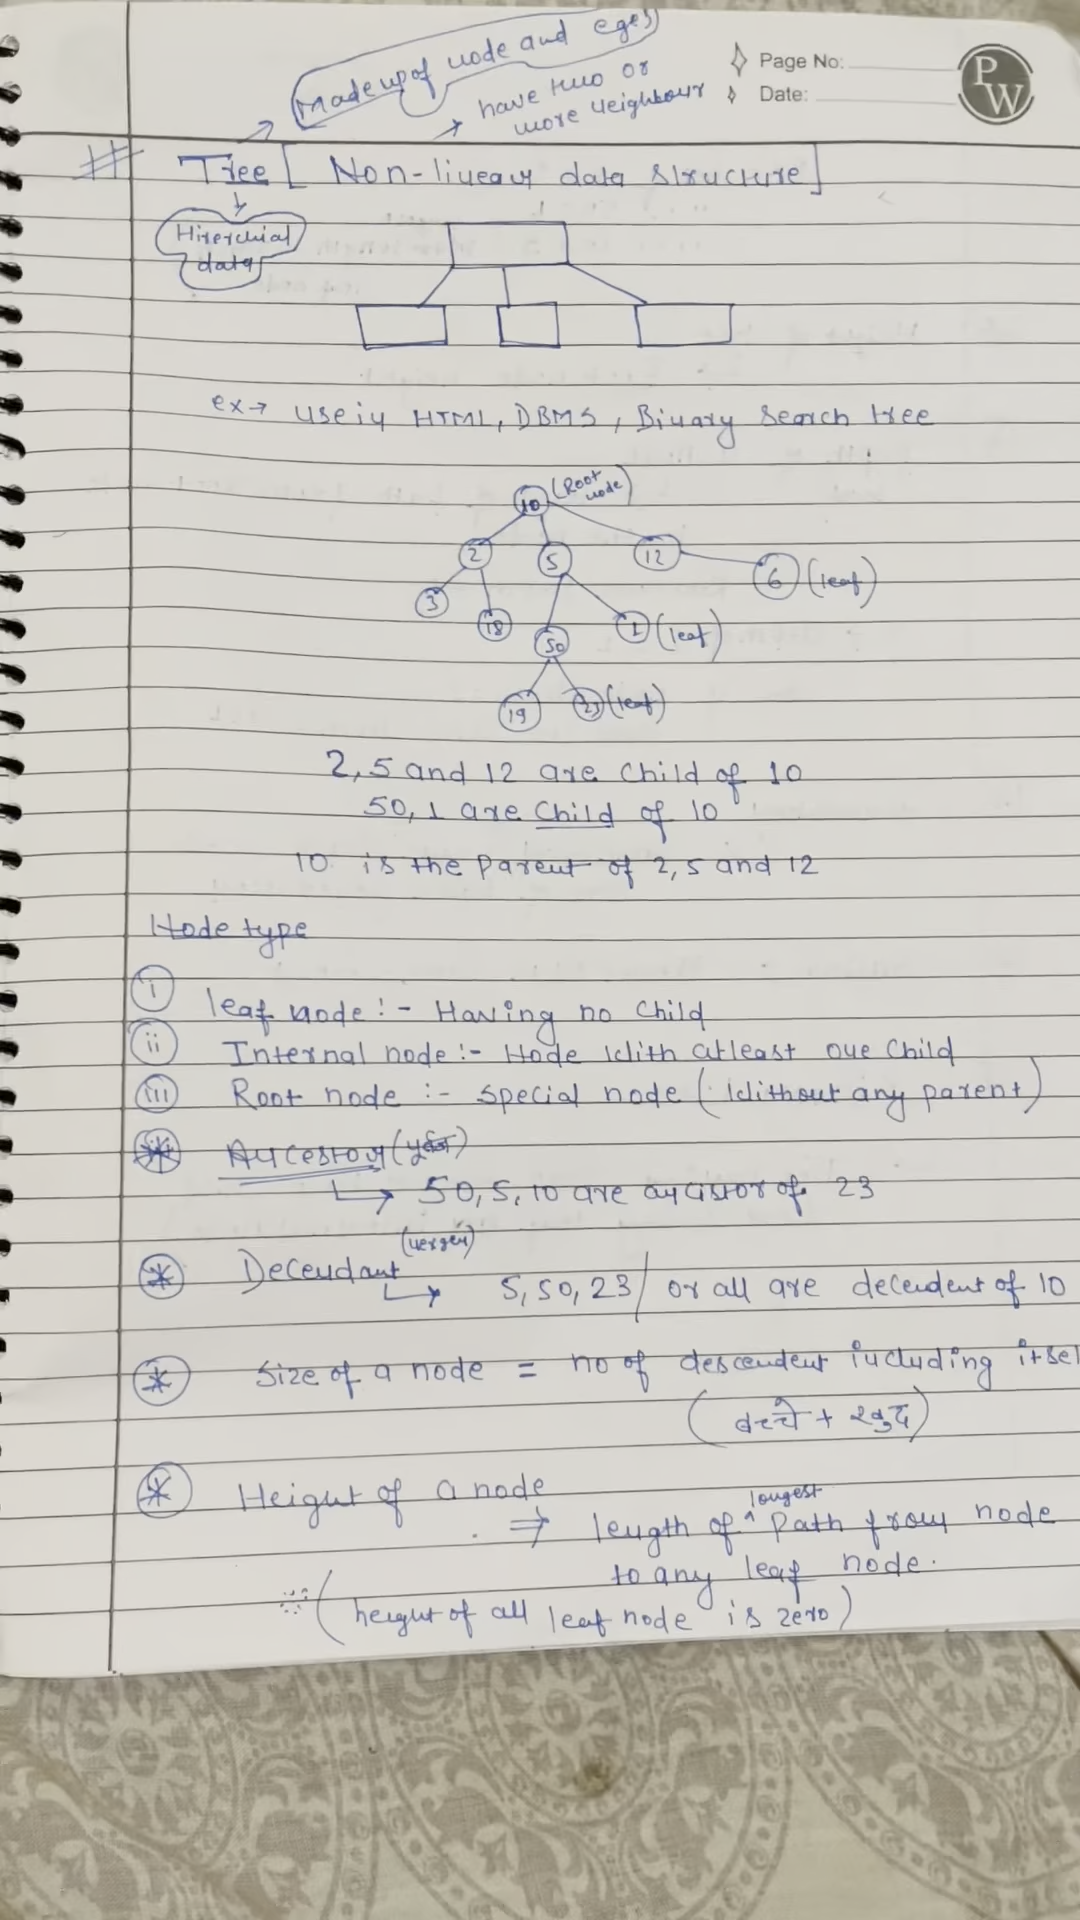 Made up of node and eges
have two or
more neighbour
Page No:
Date:
P
W
# Tree [ Non-linear data structure]
Hirerchial
data
ex→ use in HTML, DBMS, Binary Search tree
10 (Root node)
2 5 12
6 (leaf)
3 18 50 1 (leaf)
19 23 (leaf)
2, 5 and 12 are child of 10
50, 1 are Child of 10
10 is the parent of 2, 5 and 12
Node type
i leaf node :- Having no child
ii Internal node :- Node with atleast one child
iii Root node :- special node (without any parent)
* Ancestor (पूर्वज)
↳ 50, 5, 10 are ancistor of 23
* Decendant
↳ 5, 50, 23 / or all are decendent of 10
* Size of a node = no of descendent including itsel
(बच्चे + खुद)
* Height of a node
⇒ length of ^ longest path from node
to any leaf node.
(height of all leaf node is zero)